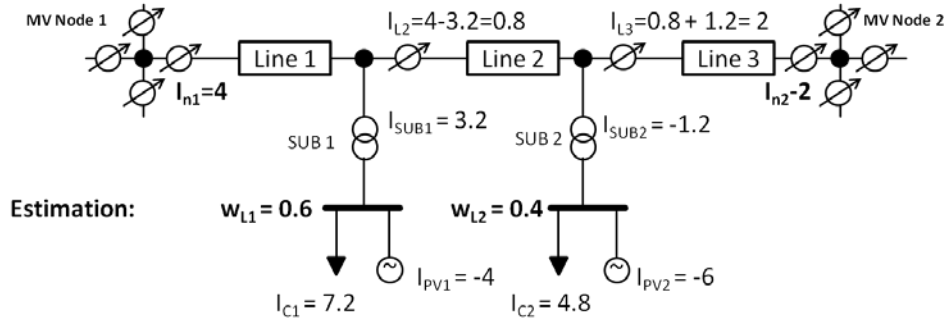 MV Node 1
I_L2=4-3.2=0.8
I_L3=0.8 + 1.2= 2
MV Node 2
Line 1
Line 2
Line 3
I_n1=4
I_n2-2
SUB 1
I_SUB1 = 3.2
SUB 2
I_SUB2 = -1.2
Estimation:
w_L1 = 0.6
w_L2 = 0.4
~
~
I_PV1 = -4
I_PV2 = -6
I_C1 = 7.2
I_C2 = 4.8